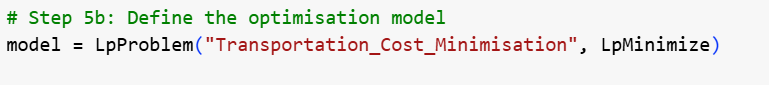 # Step 5b: Define the optimisation model
model = LpProblem("Transportation_Cost_Minimisation", LpMinimize)